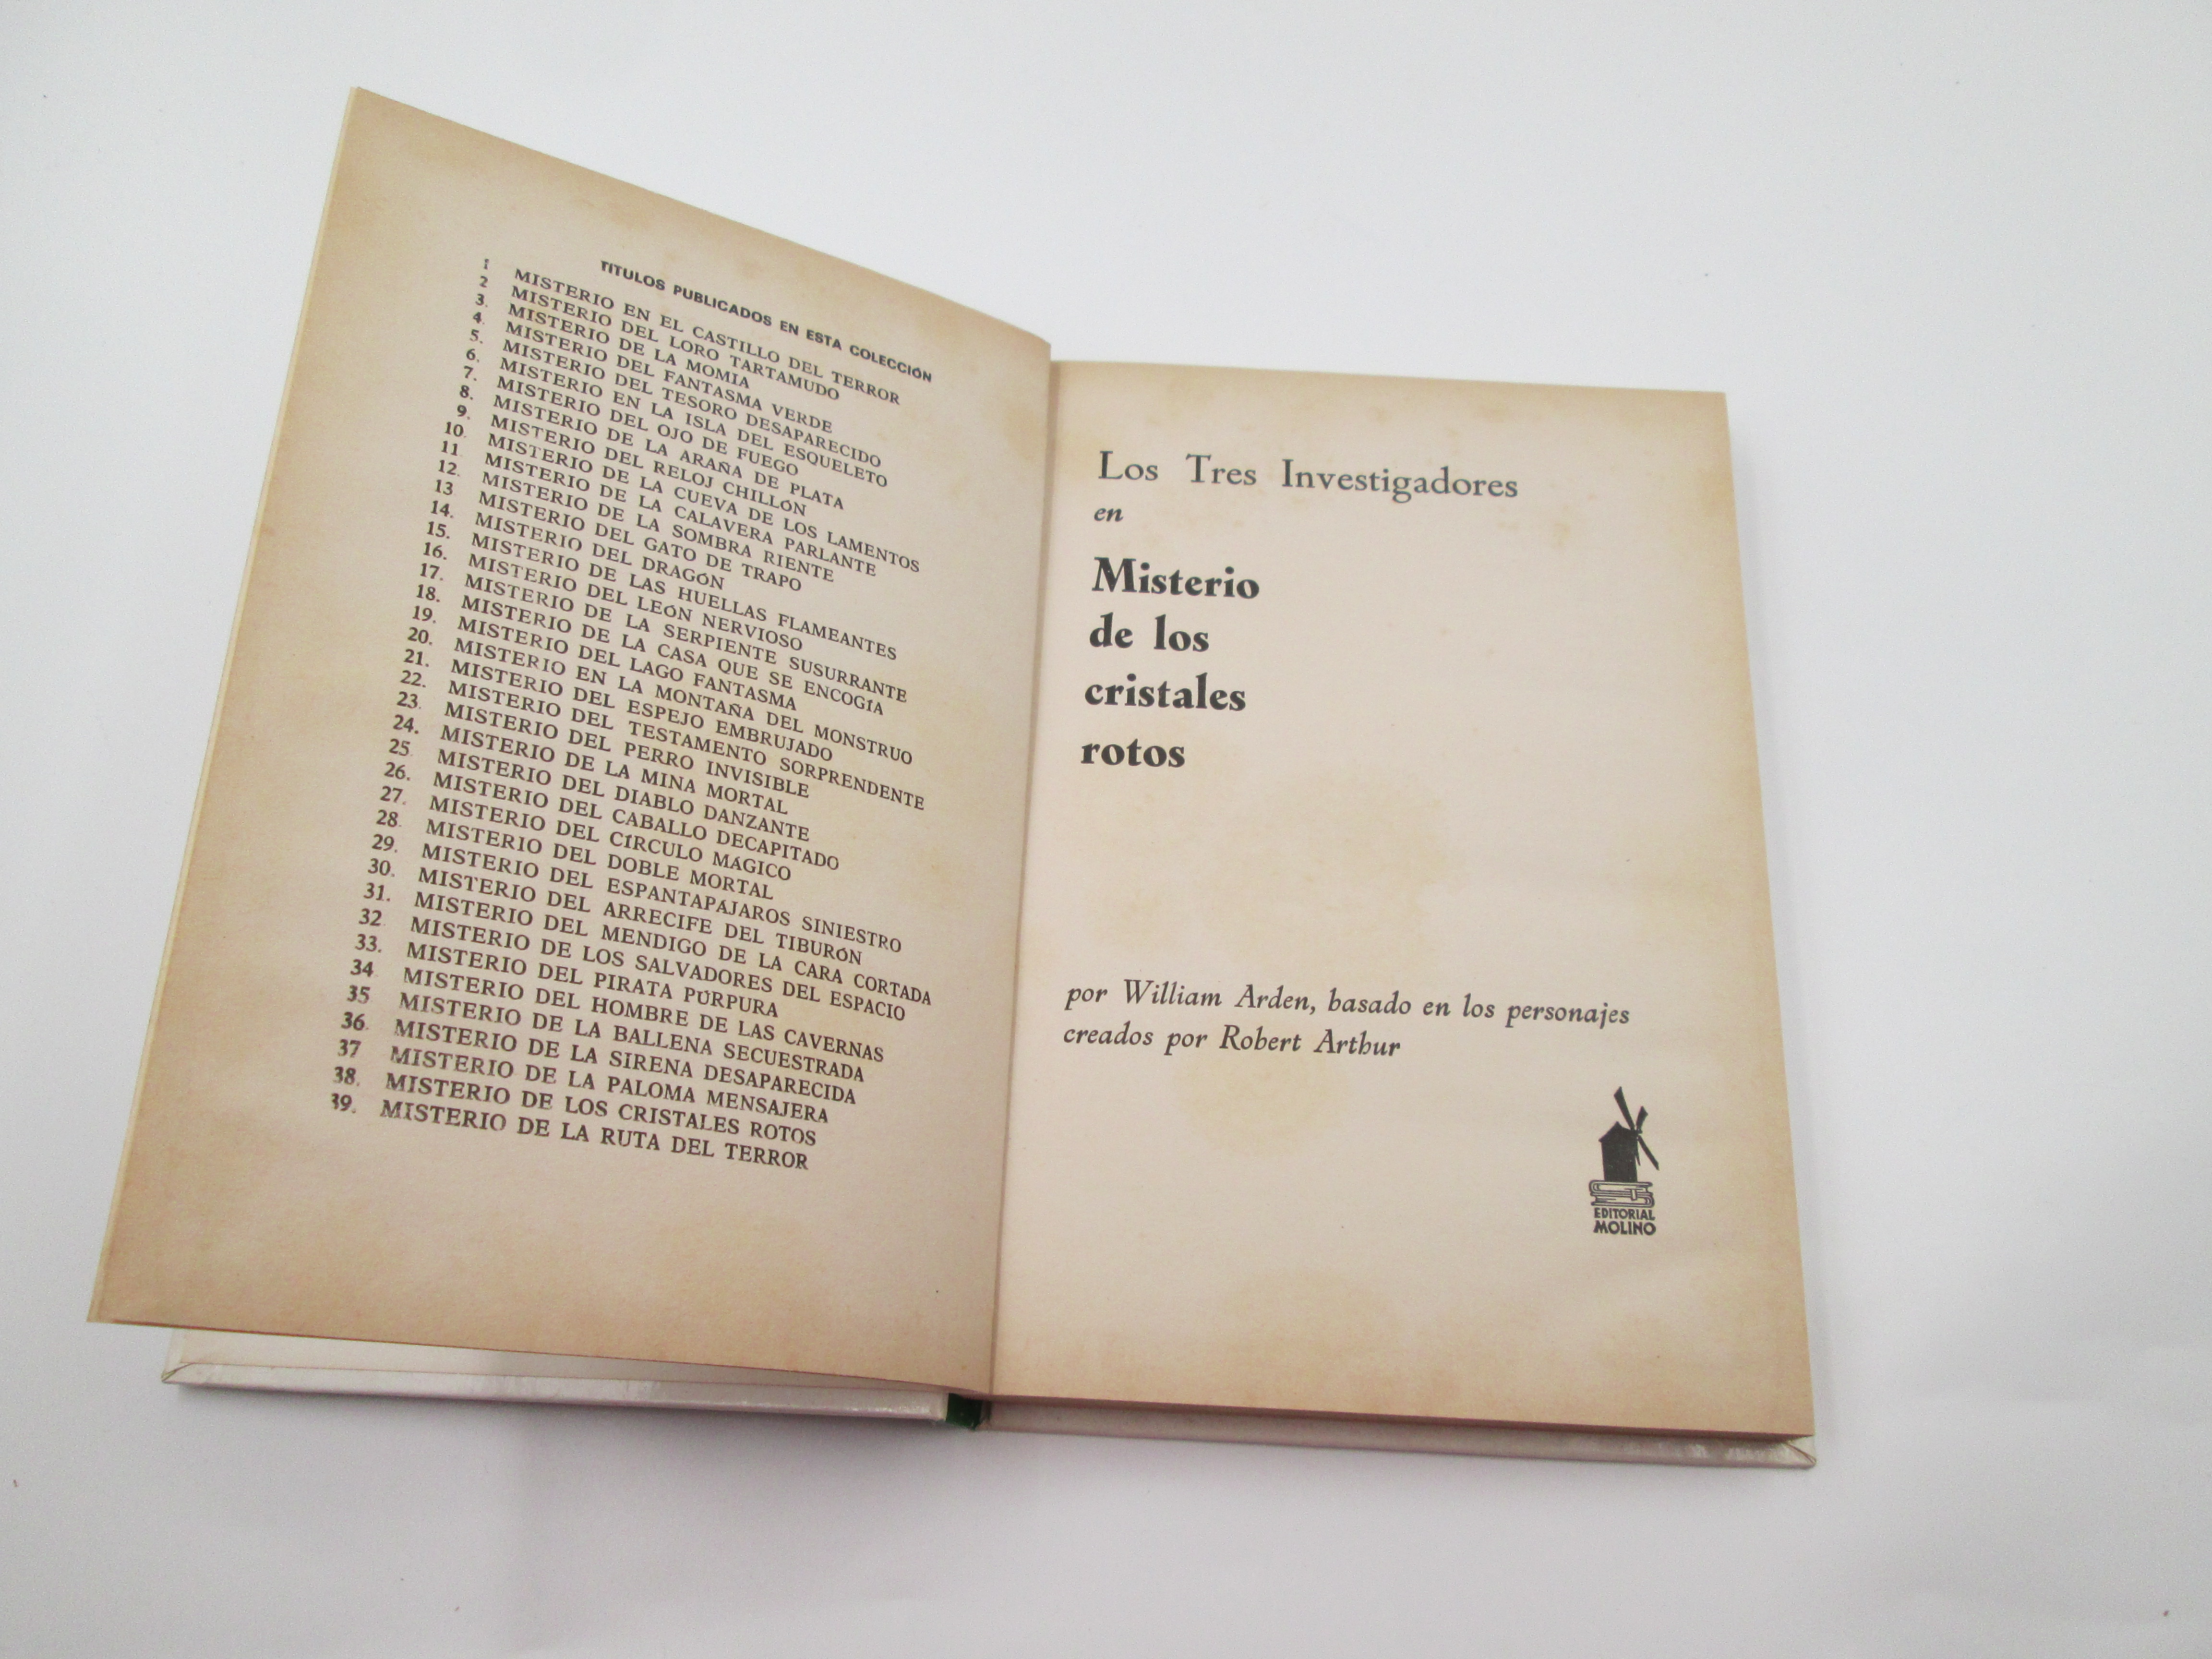 TITULOS PUBLICADOS EN ESTA COLECCIÓN
1 MISTERIO EN EL CASTILLO DEL TERROR
2 MISTERIO DEL LORO TARTAMUDO
3. MISTERIO DE LA MOMIA
4. MISTERIO DEL FANTASMA VERDE
5. MISTERIO DEL TESORO DESAPARECIDO
6. MISTERIO EN LA ISLA DEL ESQUELETO
7. MISTERIO DEL OJO DE FUEGO
8. MISTERIO DE LA ARAÑA DE PLATA
9. MISTERIO DEL RELOJ CHILLÓN
10. MISTERIO DE LA CUEVA DE LOS LAMENTOS
11 MISTERIO DE LA CALAVERA PARLANTE
12. MISTERIO DE LA SOMBRA RIENTE
13 MISTERIO DEL GATO DE TRAPO
14. MISTERIO DEL DRAGÓN
15. MISTERIO DE LAS HUELLAS FLAMEANTES
16. MISTERIO DEL LEÓN NERVIOSO
17. MISTERIO DE LA SERPIENTE SUSURRANTE
18. MISTERIO DE LA CASA QUE SE ENCOGÍA
19. MISTERIO DEL LAGO FANTASMA
20. MISTERIO EN LA MONTAÑA DEL MONSTRUO
21. MISTERIO DEL ESPEJO EMBRUJADO
22. MISTERIO DEL TESTAMENTO SORPRENDENTE
23. MISTERIO DEL PERRO INVISIBLE
24. MISTERIO DE LA MINA MORTAL
25 MISTERIO DEL DIABLO DANZANTE
26. MISTERIO DEL CABALLO DECAPITADO
27. MISTERIO DEL CÍRCULO MÁGICO
28. MISTERIO DEL DOBLE MORTAL
29. MISTERIO DEL ESPANTAPÁJAROS SINIESTRO
30. MISTERIO DEL ARRECIFE DEL TIBURÓN
31. MISTERIO DEL MENDIGO DE LA CARA CORTADA
32 MISTERIO DE LOS SALVADORES DEL ESPACIO
33. MISTERIO DEL PIRATA PÚRPURA
34 MISTERIO DEL HOMBRE DE LAS CAVERNAS
35 MISTERIO DE LA BALLENA SECUESTRADA
36. MISTERIO DE LA SIRENA DESAPARECIDA
37 MISTERIO DE LA PALOMA MENSAJERA
38. MISTERIO DE LOS CRISTALES ROTOS
39. MISTERIO DE LA RUTA DEL TERROR
Los Tres Investigadores
en
Misterio
de los
cristales
rotos
por William Arden, basado en los personajes
creados por Robert Arthur
EDITORIAL
MOLINO